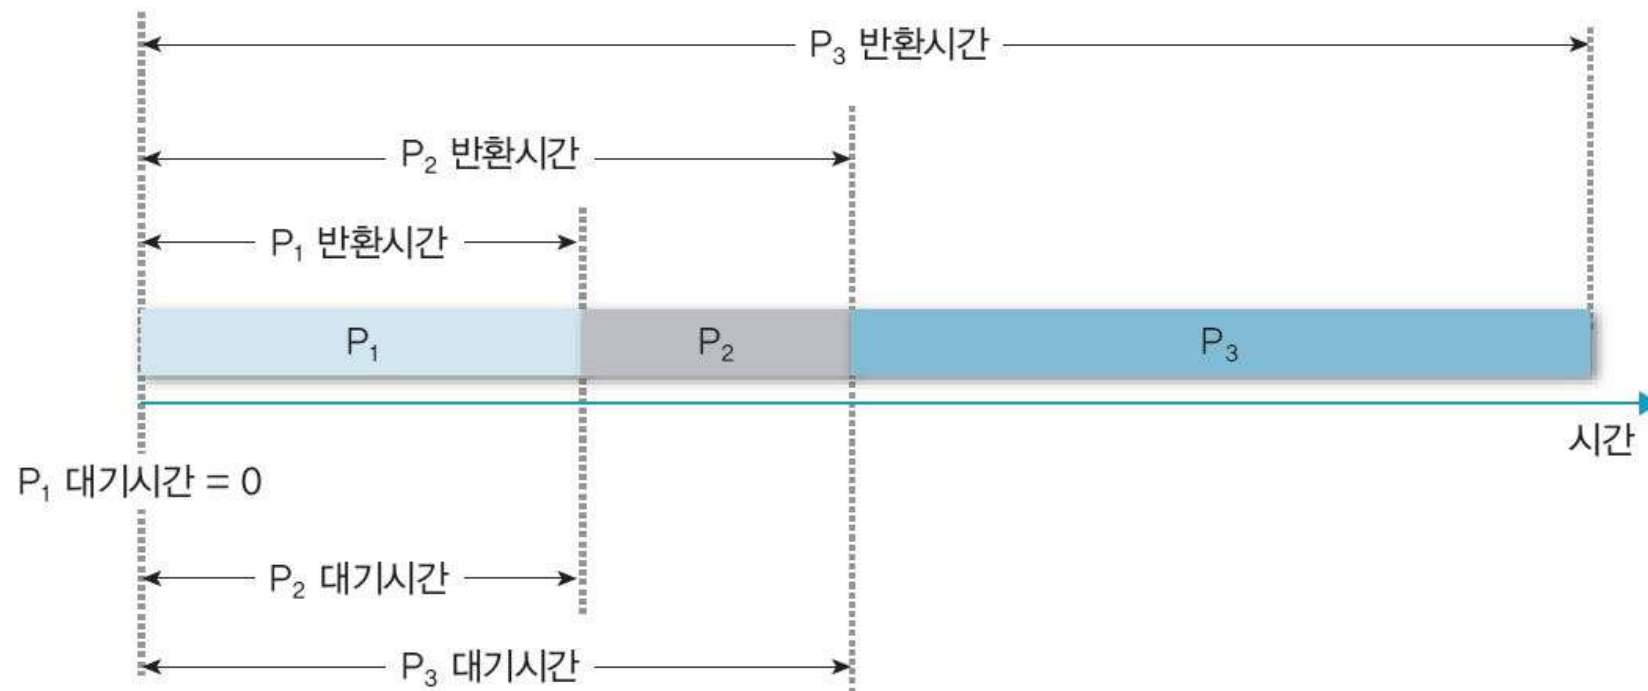 P₃ 반환시간
P₂ 반환시간
P₁ 반환시간
P₁ P₂ P₃
시간
P₁ 대기시간 = 0
P₂ 대기시간
P₃ 대기시간